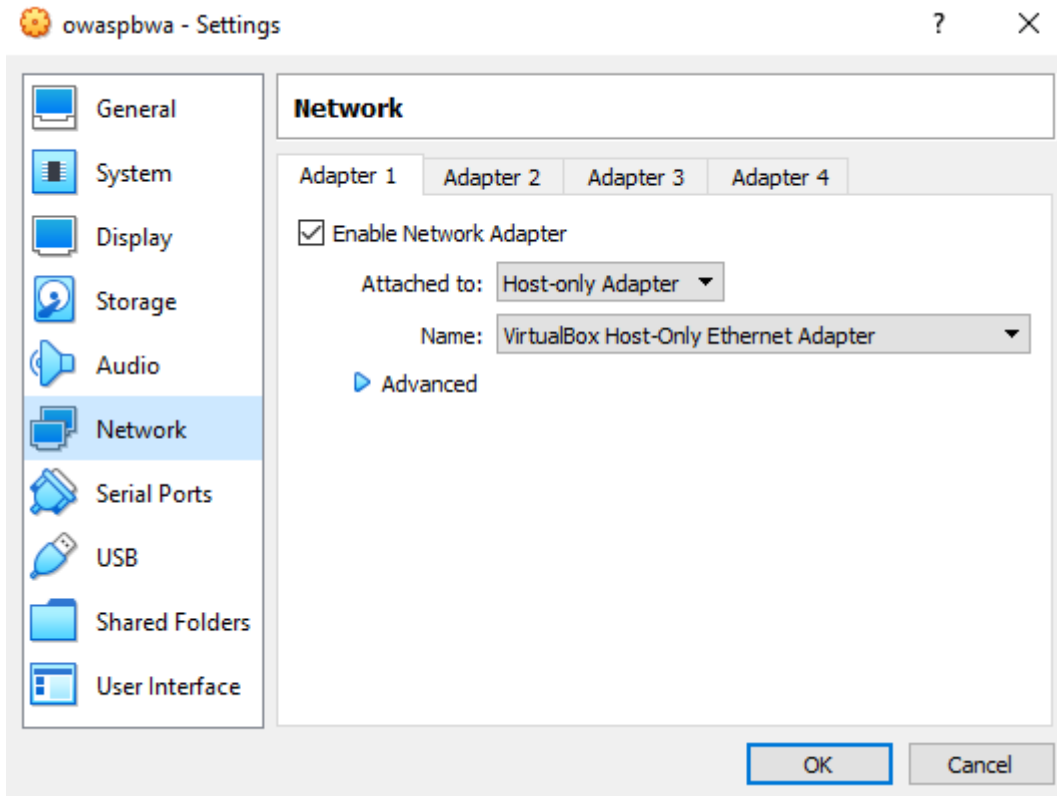 owaspbwa - Settings
?
General
System
Display
Storage
Audio
Network
Serial Ports
USB
Shared Folders
User Interface
Network
Adapter 1 Adapter 2 Adapter 3 Adapter 4
Enable Network Adapter
Attached to: Host-only Adapter
Name: VirtualBox Host-Only Ethernet Adapter
Advanced
OK Cancel